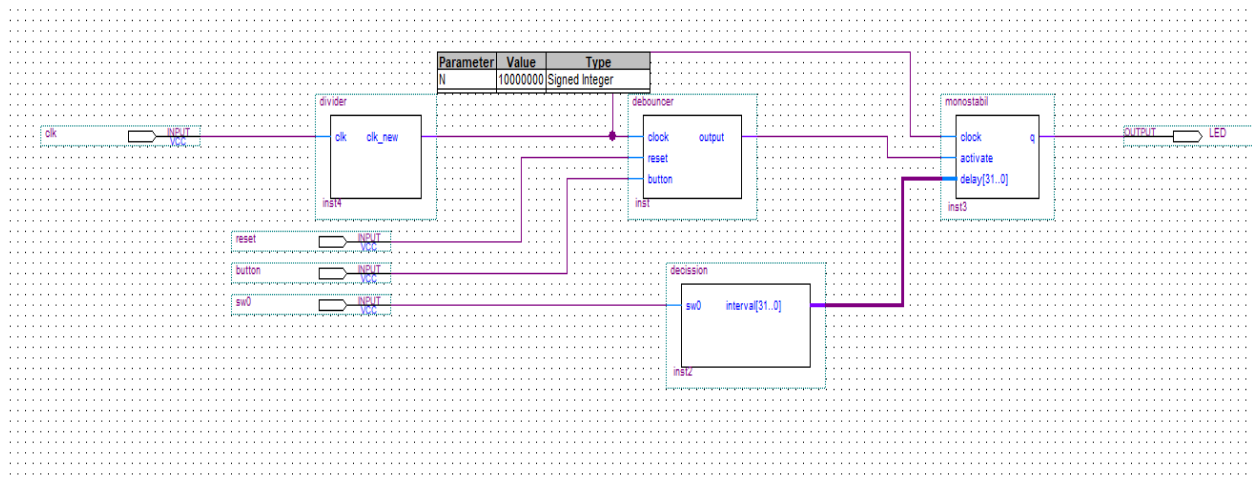 Parameter Value Type
N 10000000 Signed Integer
divider
debouncer
monostabil
clk INPUT
VCC
clk clk_new
clock output
clock q
OUTPUT LED
reset
activate
button
delay[31..0]
inst4
inst
inst3
reset INPUT
VCC
button INPUT
VCC
decission
sw0 INPUT
VCC
sw0 interval[31..0]
inst2